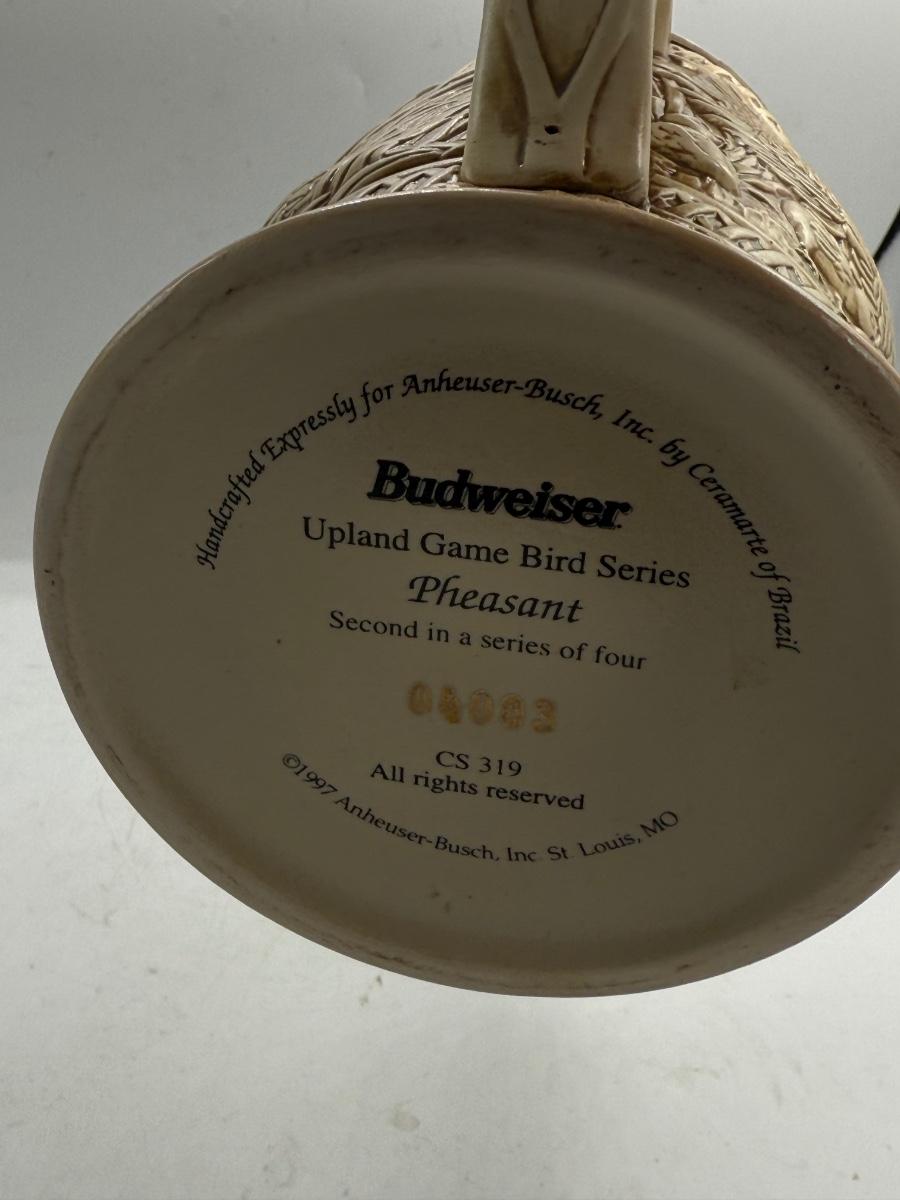 Handcrafted Expressly for Anheuser-Busch, Inc. by Ceramarte of Brazil
Budweiser
Upland Game Bird Series
Pheasant
Second in a series of four
CS 319
All rights reserved
©1997 Anheuser-Busch, Inc. St. Louis, MO